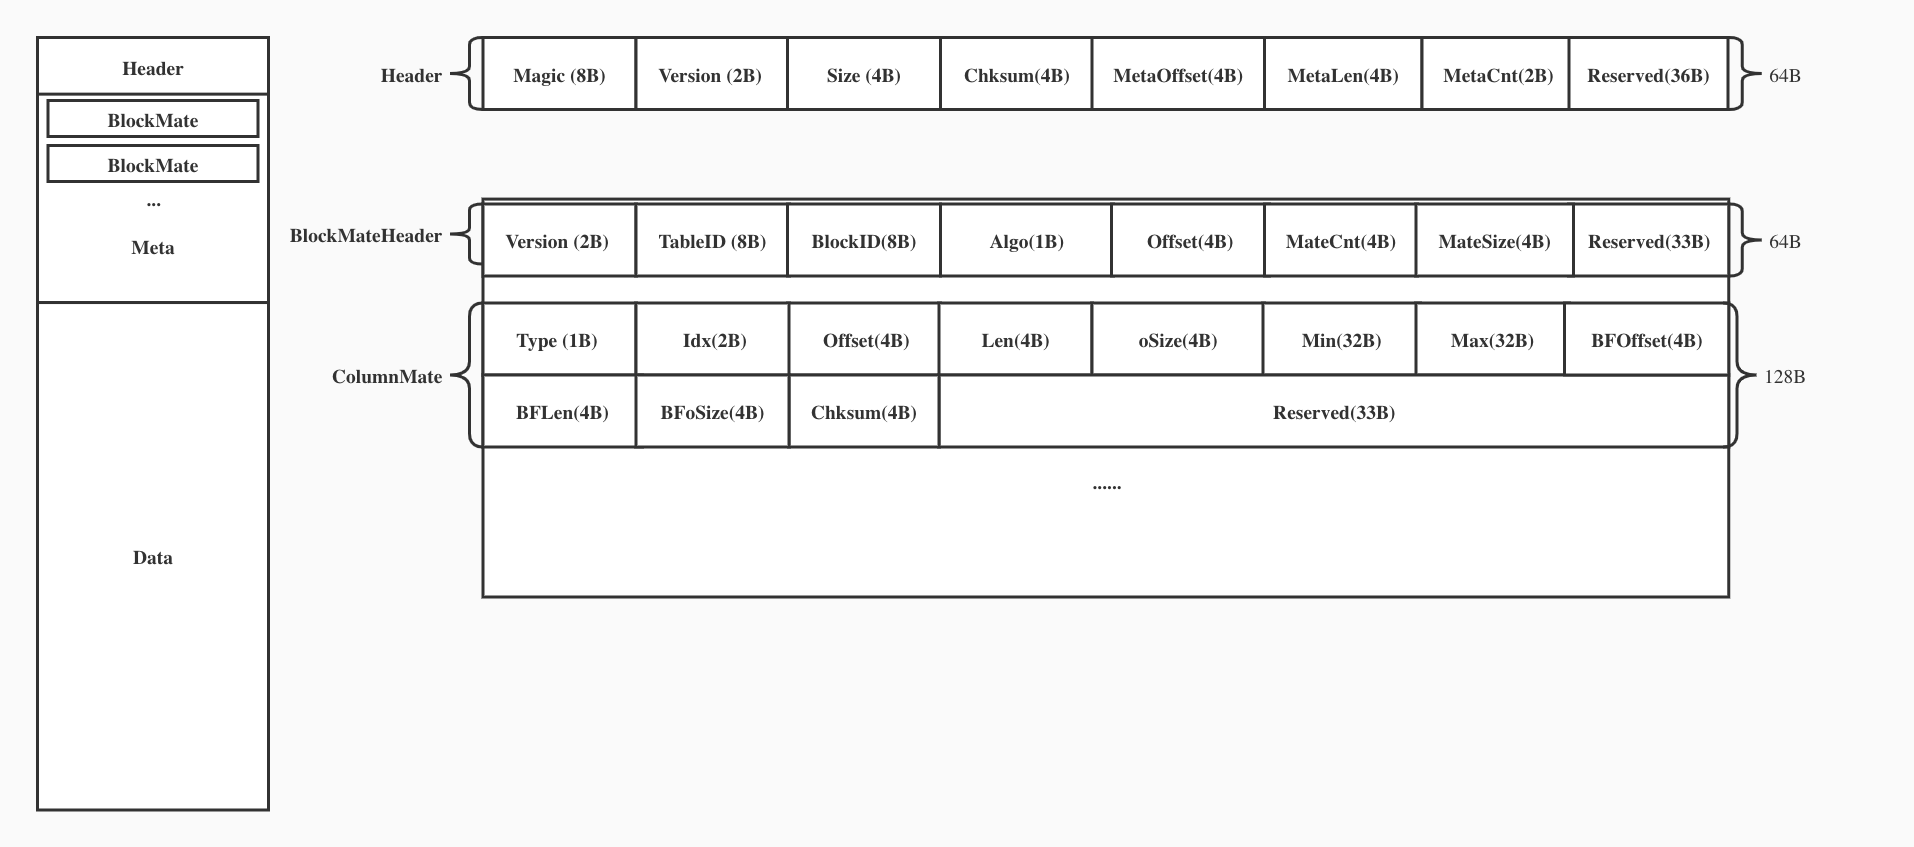 Header
BlockMate
BlockMate
...
Meta
Data
Header
Magic (8B)
Version (2B)
Size (4B)
Chksum(4B)
MetaOffset(4B)
MetaLen(4B)
MetaCnt(2B)
Reserved(36B)
64B
BlockMateHeader
Version (2B)
TableID (8B)
BlockID(8B)
Algo(1B)
Offset(4B)
MateCnt(4B)
MateSize(4B)
Reserved(33B)
64B
ColumnMate
Type (1B)
Idx(2B)
Offset(4B)
Len(4B)
oSize(4B)
Min(32B)
Max(32B)
BFOffset(4B)
BFLen(4B)
BFoSize(4B)
Chksum(4B)
Reserved(33B)
128B
......